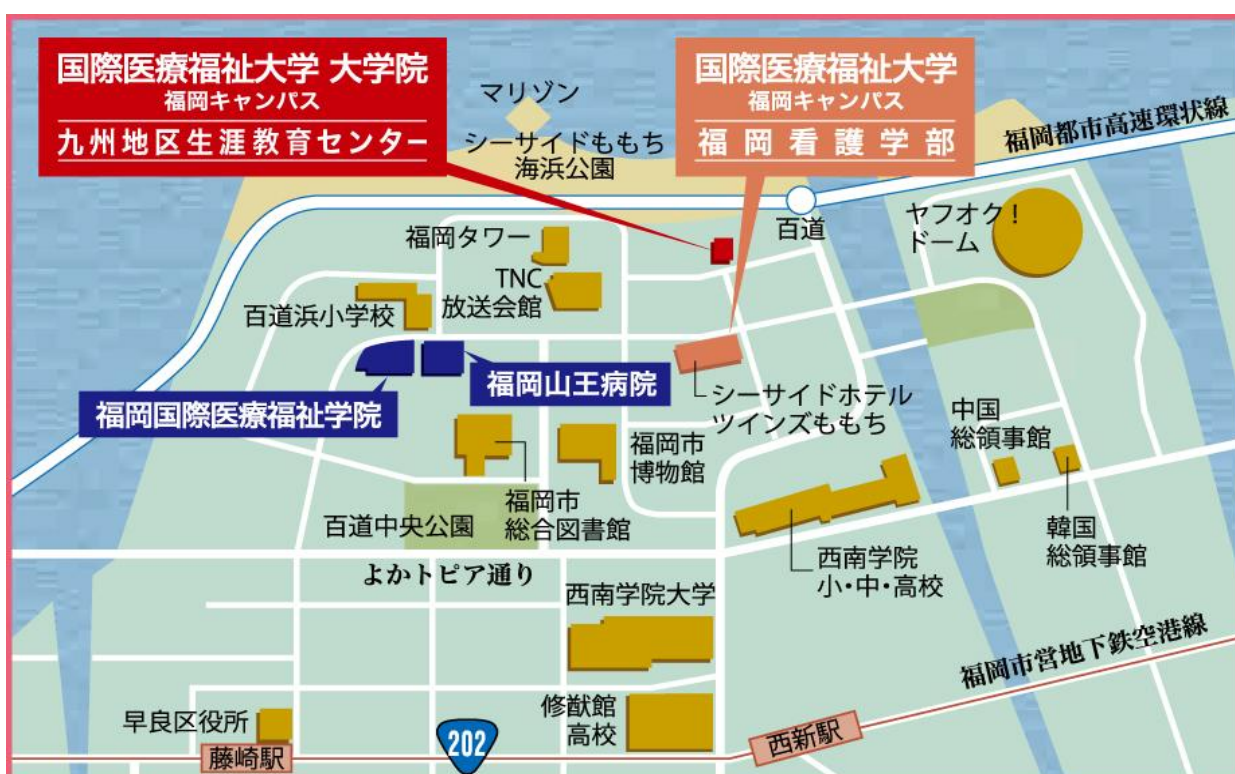 国際医療福祉大学 大学院
福岡キャンパス
九州地区生涯教育センター
マリゾン
シーサイドももち
海浜公園
国際医療福祉大学
福岡キャンパス
福岡看護学部
福岡都市高速環状線
百道
ヤフオク！
ドーム
福岡タワー
TNC
放送会館
百道浜小学校
福岡山王病院
福岡国際医療福祉学院
シーサイドホテル
ツインズももち
中国
総領事館
福岡市
博物館
福岡市
総合図書館
百道中央公園
韓国
総領事館
西南学院
小・中・高校
よかトピア通り
西南学院大学
福岡市営地下鉄空港線
修猷館
高校
早良区役所
藤崎駅
202
西新駅